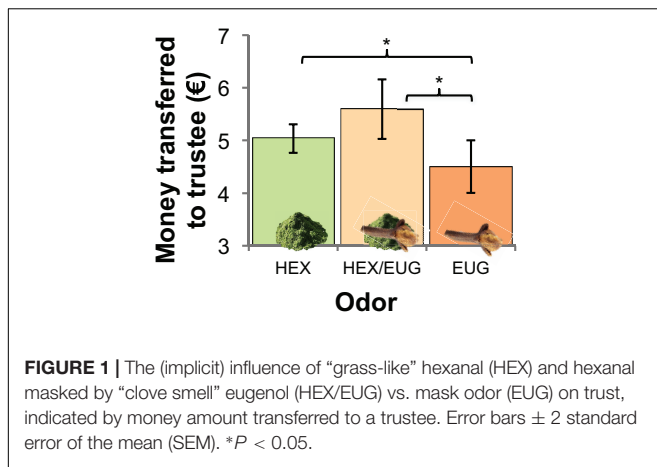 *
*
7
6
5
4
3
Money transferred
to trustee (€)
HEX
HEX/EUG
EUG
Odor
FIGURE 1 | The (implicit) influence of “grass-like” hexanal (HEX) and hexanal
masked by “clove smell” eugenol (HEX/EUG) vs. mask odor (EUG) on trust,
indicated by money amount transferred to a trustee. Error bars ± 2 standard
error of the mean (SEM). *P < 0.05.